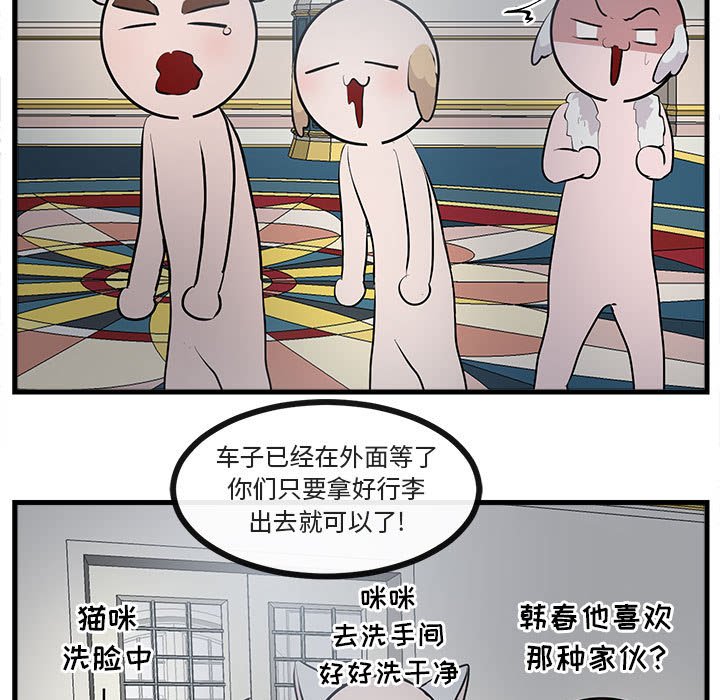 车子已经在外面等了
你们只要拿好行李
出去就可以了!
猫咪
洗脸中
咪咪
去洗手间
好好洗干净
韩春他喜欢
那种家伙?